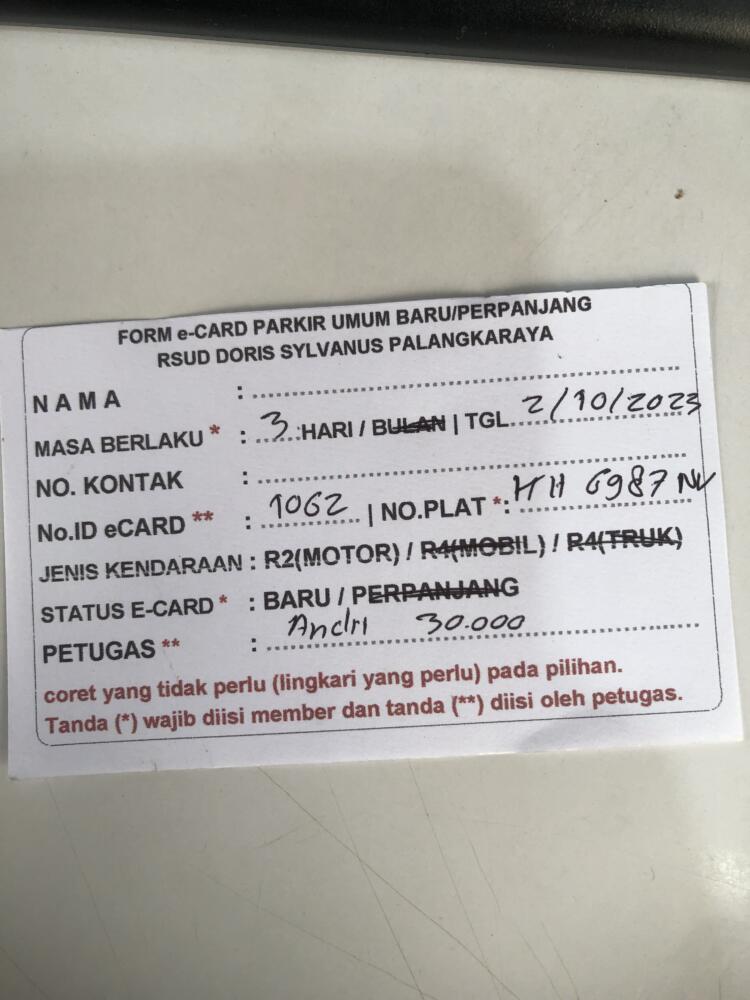 FORM e-CARD PARKIR UMUM BARU/PERPANJANG
RSUD DORIS SYLVANUS PALANGKARAYA
NAMA :
MASA BERLAKU * : 3 HARI / BULAN | TGL 2/10/2023
NO. KONTAK :
No.ID eCARD ** : 1062 | NO.PLAT *: KH 6987 NV
JENIS KENDARAAN : R2(MOTOR) / R4(MOBIL) / R4(TRUK)
STATUS E-CARD * : BARU / PERPANJANG
PETUGAS ** : Andri 30.000
coret yang tidak perlu (lingkari yang perlu) pada pilihan.
Tanda (*) wajib diisi member dan tanda (**) diisi oleh petugas.